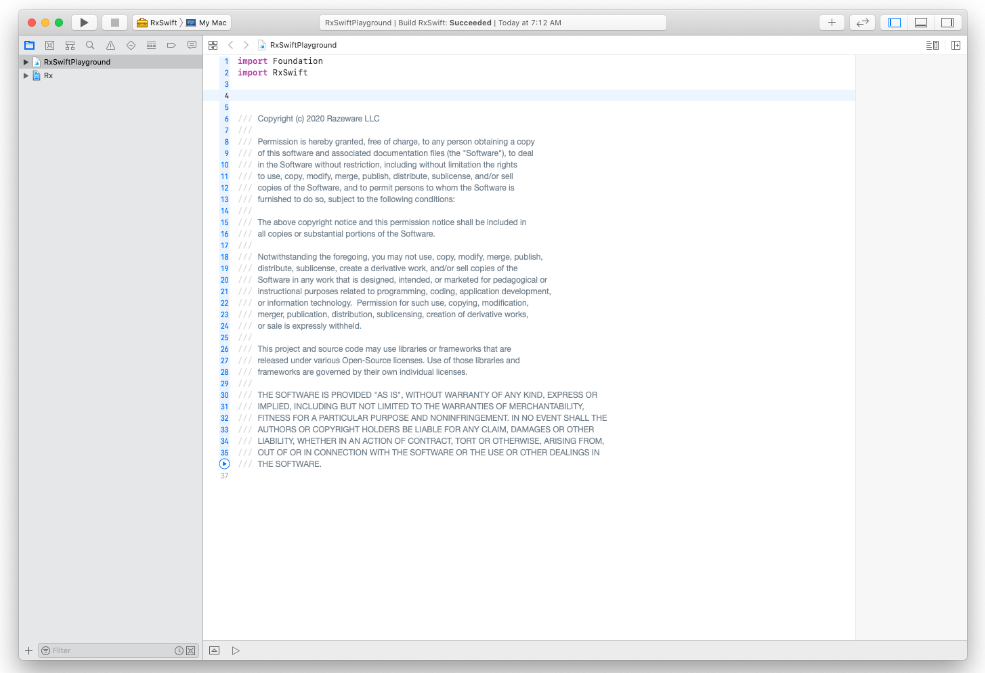 RxSwift 〉 My Mac
RxSwiftPlayground | Build RxSwift: Succeeded | Today at 7:12 AM
RxSwiftPlayground
RxSwiftPlayground
Rx
1 import Foundation
2 import RxSwift
3
4
5
6 /// Copyright (c) 2020 Razeware LLC
7 ///
8 /// Permission is hereby granted, free of charge, to any person obtaining a copy
9 /// of this software and associated documentation files (the "Software"), to deal
10 /// in the Software without restriction, including without limitation the rights
11 /// to use, copy, modify, merge, publish, distribute, sublicense, and/or sell
12 /// copies of the Software, and to permit persons to whom the Software is
13 /// furnished to do so, subject to the following conditions:
14 ///
15 /// The above copyright notice and this permission notice shall be included in
16 /// all copies or substantial portions of the Software.
17 ///
18 /// Notwithstanding the foregoing, you may not use, copy, modify, merge, publish,
19 /// distribute, sublicense, create a derivative work, and/or sell copies of the
20 /// Software in any work that is designed, intended, or marketed for pedagogical or
21 /// instructional purposes related to programming, coding, application development,
22 /// or information technology.  Permission for such use, copying, modification,
23 /// merger, publication, distribution, sublicensing, creation of derivative works,
24 /// or sale is expressly withheld.
25 ///
26 /// This project and source code may use libraries or frameworks that are
27 /// released under various Open-Source licenses. Use of those libraries and
28 /// frameworks are governed by their own individual licenses.
29 ///
30 /// THE SOFTWARE IS PROVIDED "AS IS", WITHOUT WARRANTY OF ANY KIND, EXPRESS OR
31 /// IMPLIED, INCLUDING BUT NOT LIMITED TO THE WARRANTIES OF MERCHANTABILITY,
32 /// FITNESS FOR A PARTICULAR PURPOSE AND NONINFRINGEMENT. IN NO EVENT SHALL THE
33 /// AUTHORS OR COPYRIGHT HOLDERS BE LIABLE FOR ANY CLAIM, DAMAGES OR OTHER
34 /// LIABILITY, WHETHER IN AN ACTION OF CONTRACT, TORT OR OTHERWISE, ARISING FROM,
35 /// OUT OF OR IN CONNECTION WITH THE SOFTWARE OR THE USE OR OTHER DEALINGS IN
/// THE SOFTWARE.
37
Filter